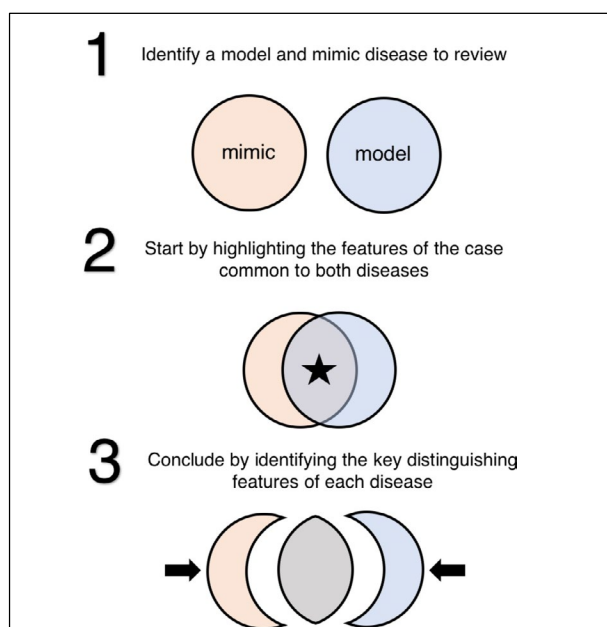 1
Identify a model and mimic disease to review
mimic
model
2
Start by highlighting the features of the case
common to both diseases
3
Conclude by identifying the key distinguishing
features of each disease